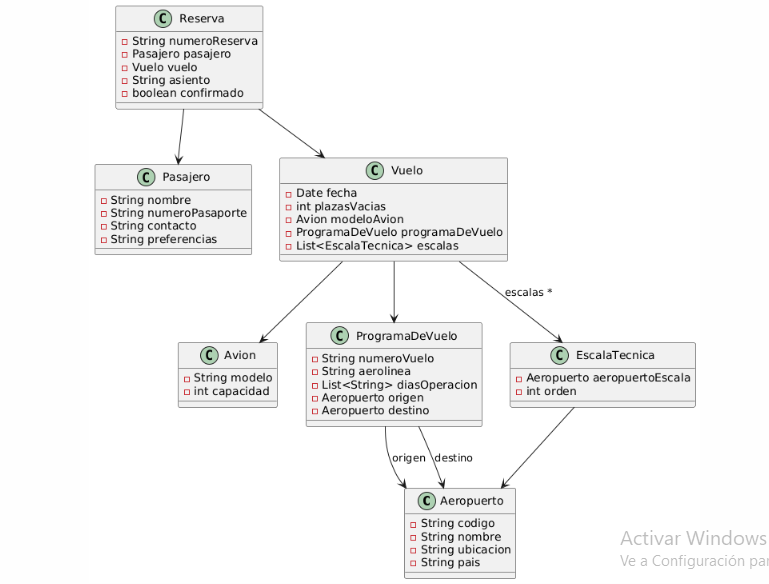 C Reserva
String numeroReserva
Pasajero pasajero
Vuelo vuelo
String asiento
boolean confirmado
C Pasajero
String nombre
String numeroPasaporte
String contacto
String preferencias
C Vuelo
Date fecha
int plazasVacias
Avion modeloAvion
ProgramaDeVuelo programaDeVuelo
List<EscalaTecnica> escalas
escalas *
C Avion
String modelo
int capacidad
C ProgramaDeVuelo
String numeroVuelo
String aerolinea
List<String> diasOperacion
Aeropuerto origen
Aeropuerto destino
C EscalaTecnica
Aeropuerto aeropuertoEscala
int orden
origen
destino
C Aeropuerto
String codigo
String nombre
String ubicacion
String pais
Activar Windows
Ve a Configuración par